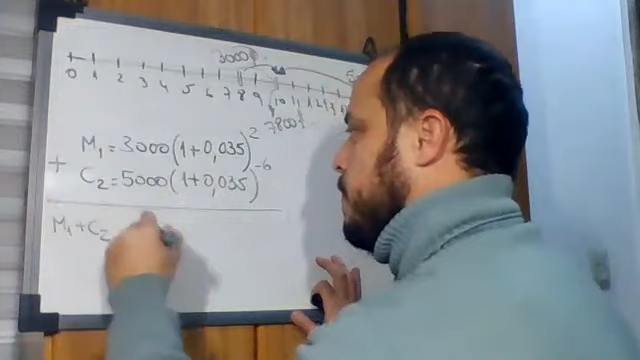 3000
0 1 2 3 4 5 6 7 8 9 10 11 12 13
7800
M₁=3000(1+0,035)²
+ C₂=5000(1+0,035)⁻⁶
M₁+C₂